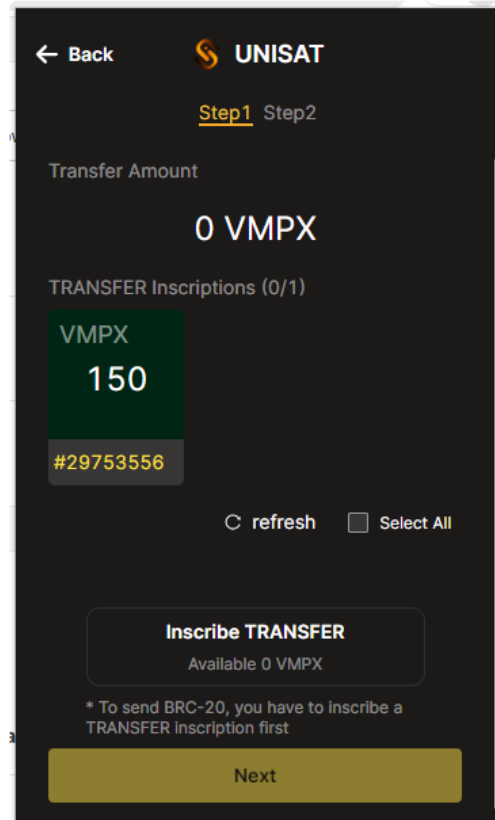 ← Back
UNISAT
Step1 Step2
Transfer Amount
0 VMPX
TRANSFER Inscriptions (0/1)
VMPX
150
#29753556
refresh
Select All
Inscribe TRANSFER
Available 0 VMPX
* To send BRC-20, you have to inscribe a
TRANSFER inscription first
Next